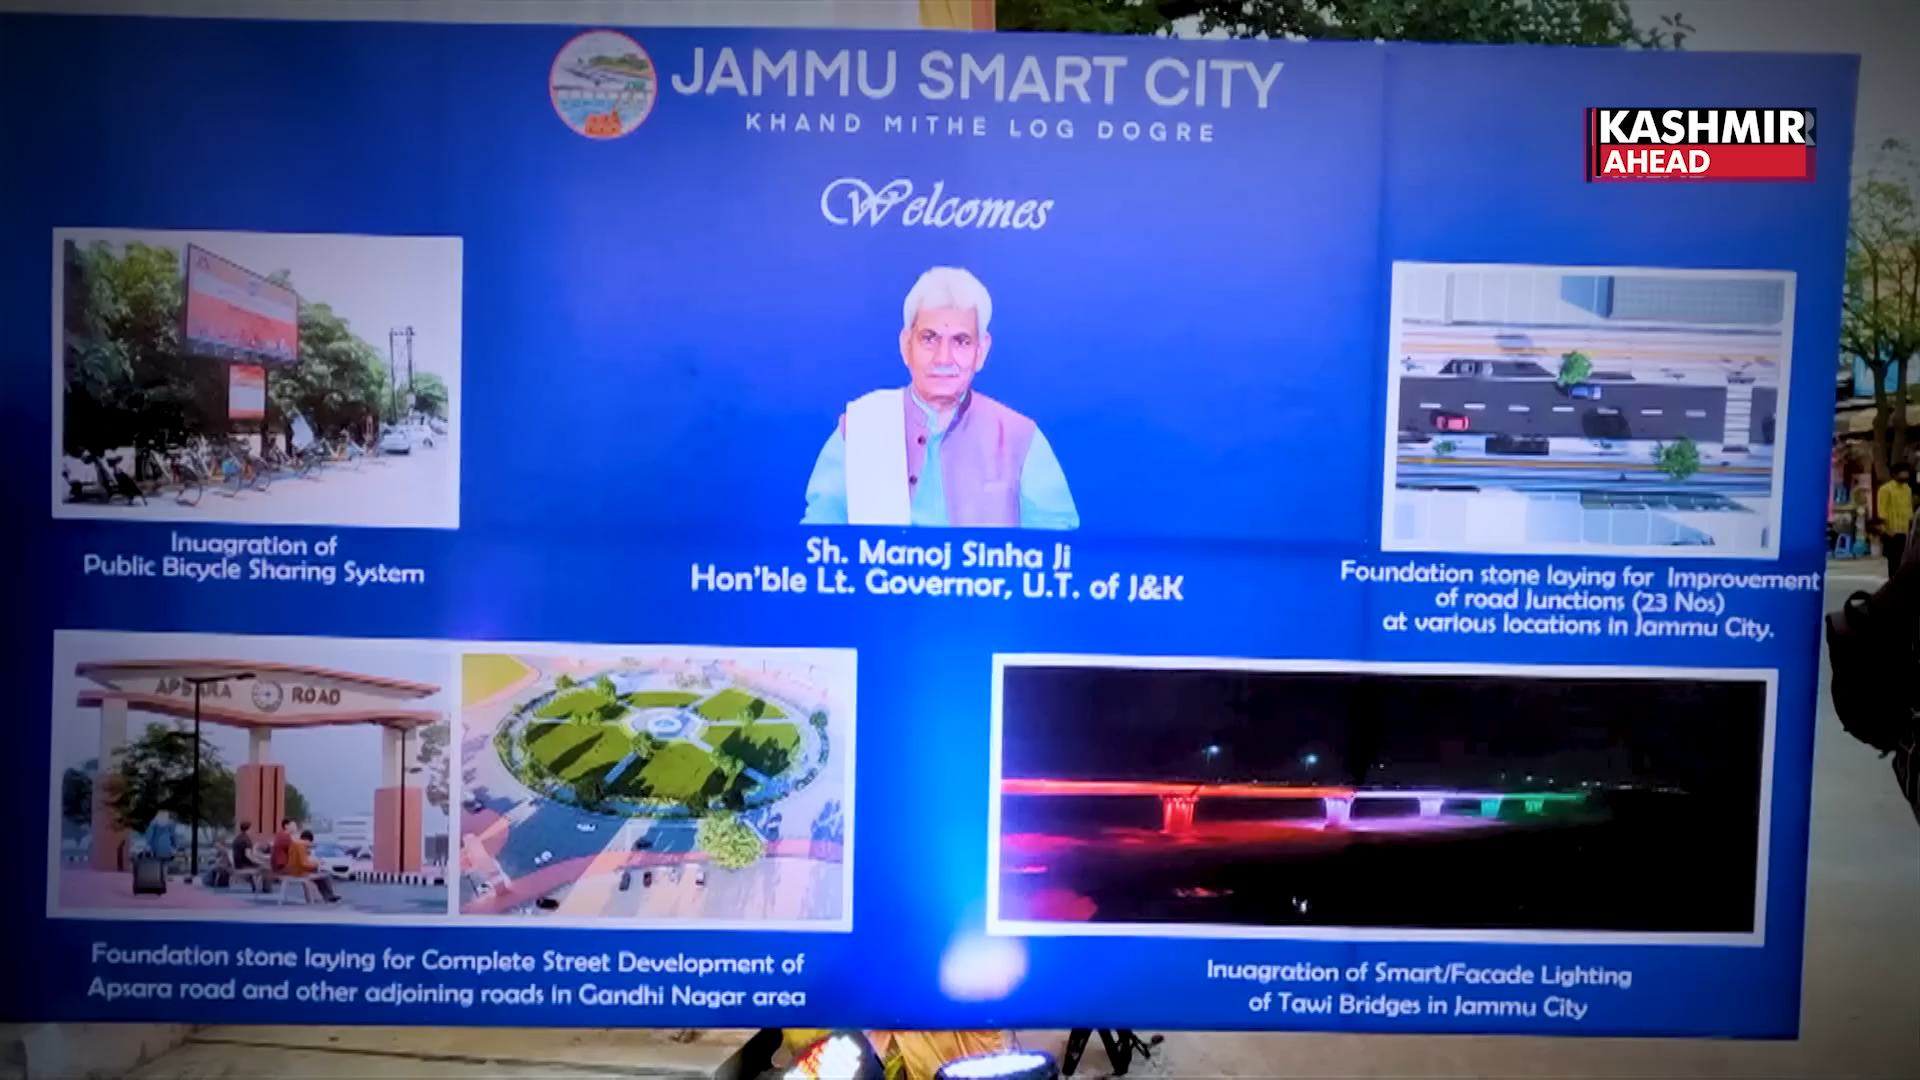 JAMMU SMART CITY
KHAND MITHE LOG DOGRE
KASHMIR
AHEAD
Welcomes
Sh. Manoj Sinha Ji
Hon'ble Lt. Governor, U.T. of J&K
Inuagration of
Public Bicycle Sharing System
Foundation stone laying for Improvement
of road Junctions (23 Nos)
at various locations in Jammu City.
APSARA ROAD
Foundation stone laying for Complete Street Development of
Apsara road and other adjoining roads in Gandhi Nagar area
Inuagration of Smart/Facade Lighting
of Tawi Bridges in Jammu City